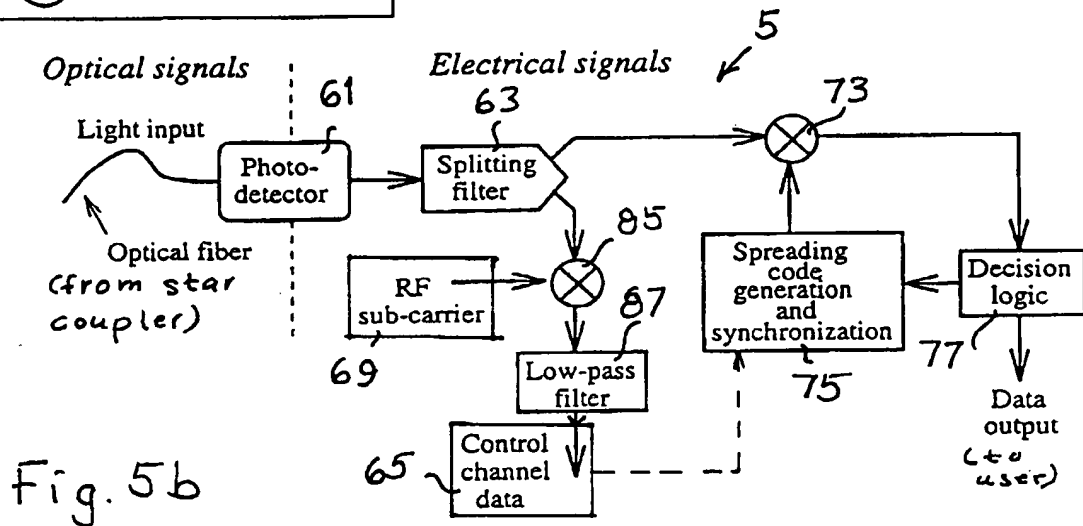 Optical signals
Electrical signals
5
61
63
73
Light input
Photo-
detector
Splitting
filter
85
Optical fiber
(from star
coupler)
RF
sub-carrier
69
87
Low-pass
filter
Spreading
code
generation
and
synchronization
75
Decision
logic
77
65
Control
channel
data
Data
output
(to
user)
Fig. 5b